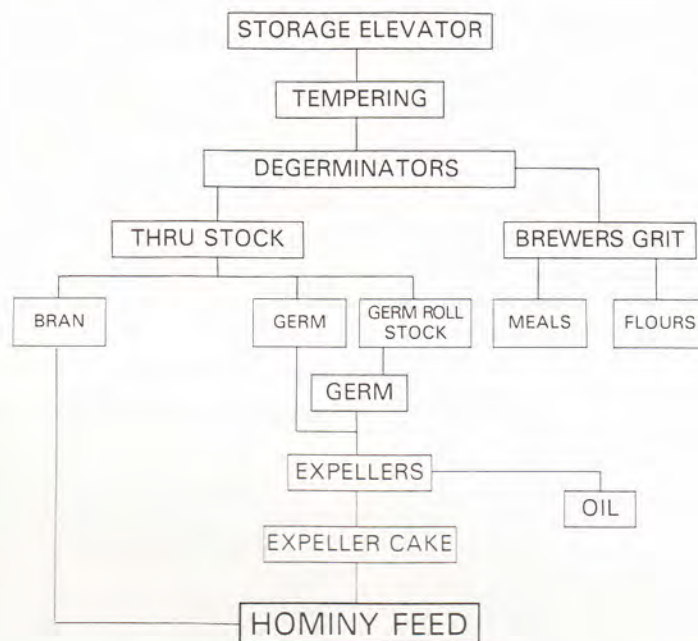 STORAGE ELEVATOR
TEMPERING
DEGERMINATORS
THRU STOCK
BREWERS GRIT
BRAN
GERM
GERM ROLL
STOCK
MEALS
FLOURS
GERM
EXPELLERS
OIL
EXPELLER CAKE
HOMINY FEED